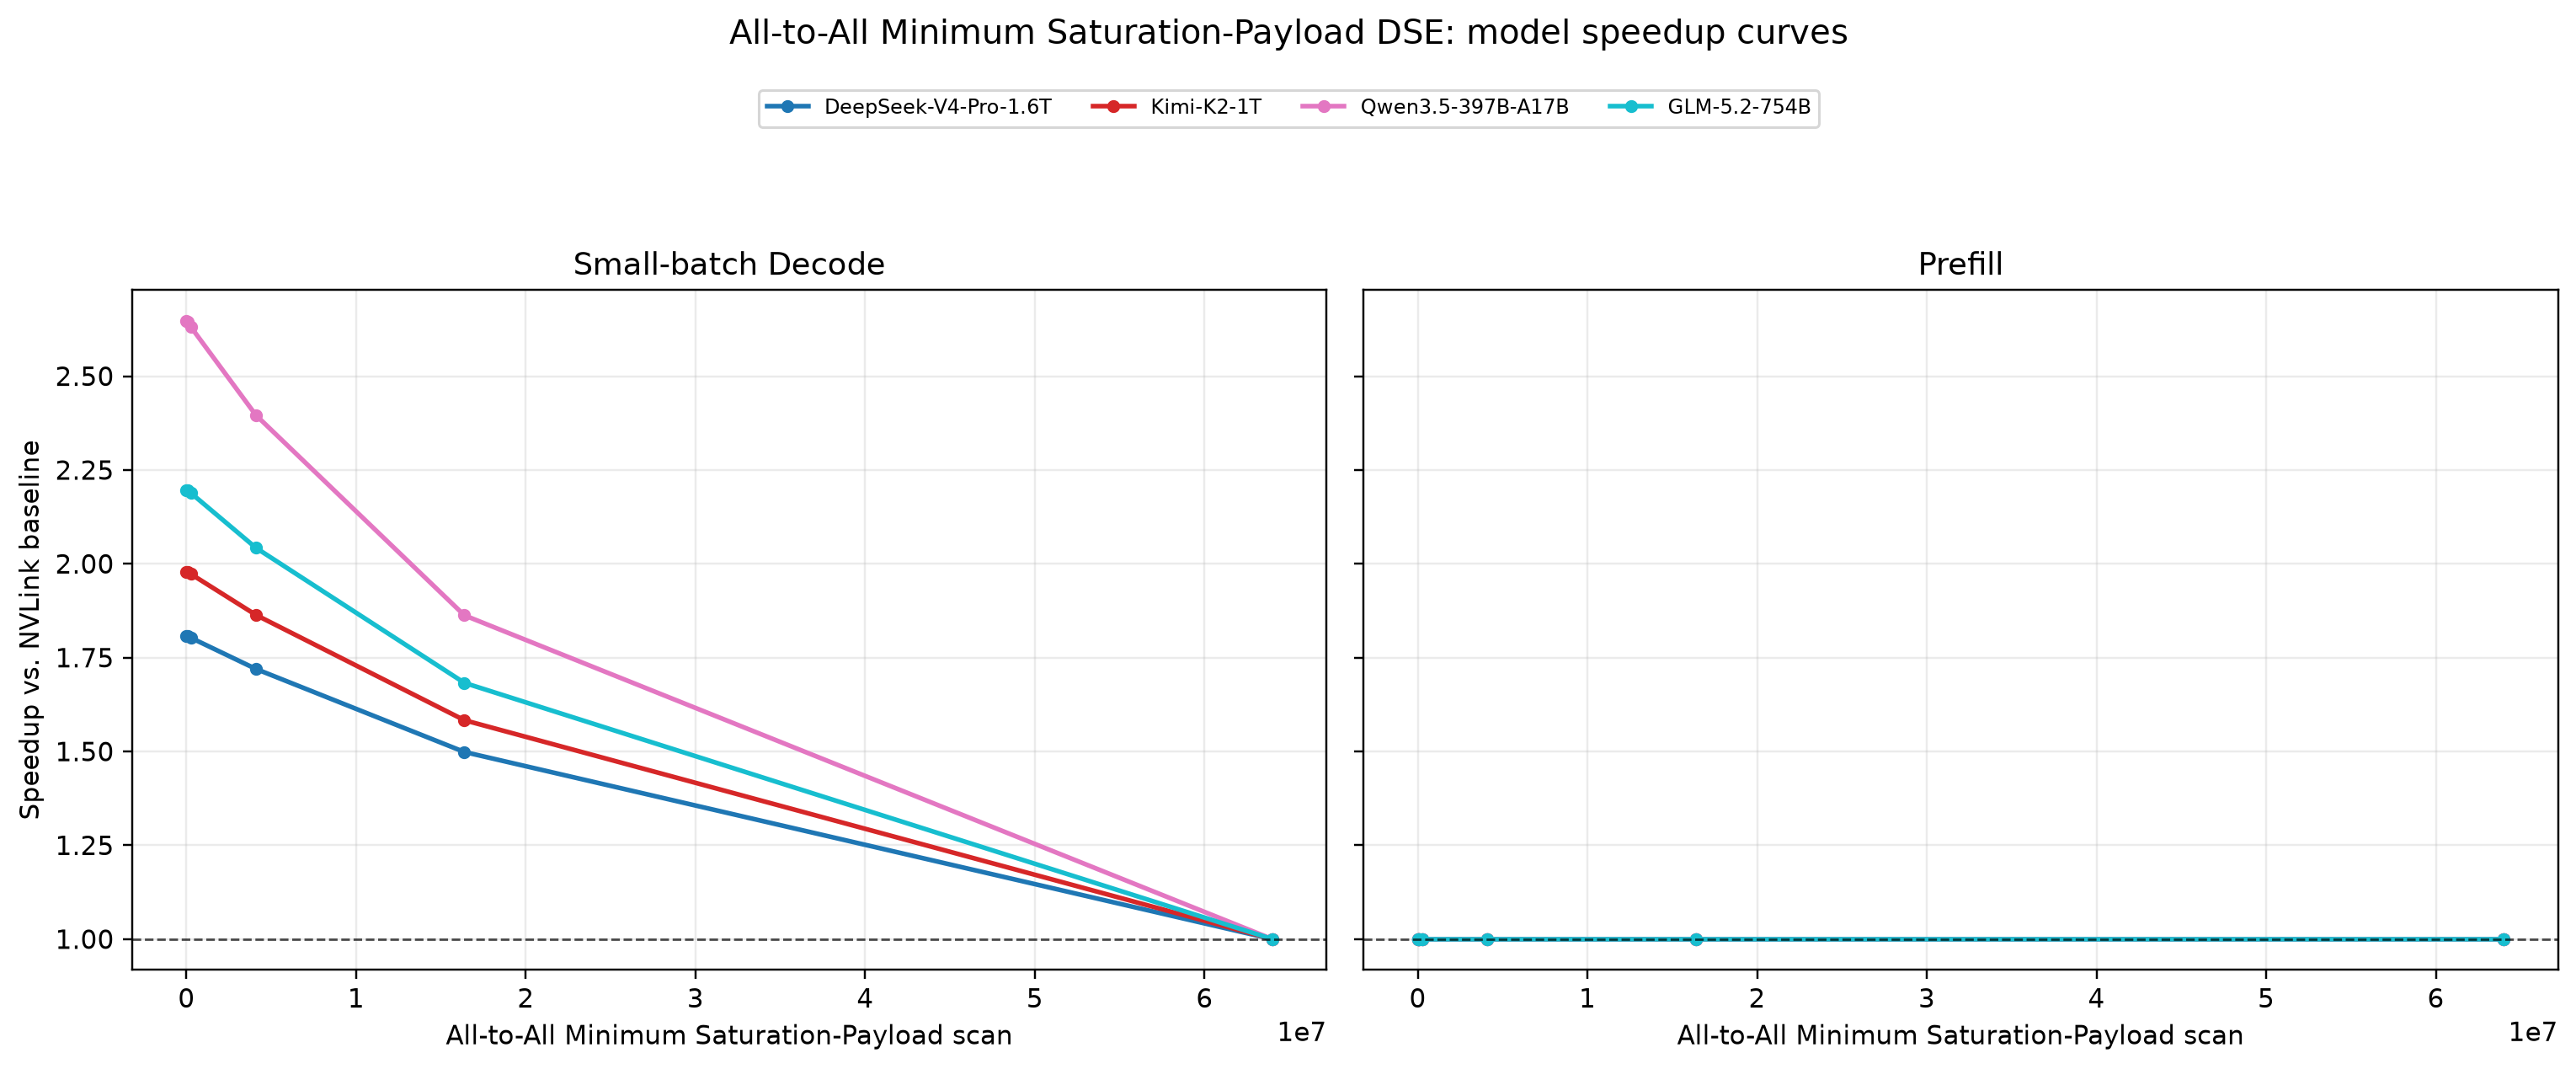 All-to-All Minimum Saturation-Payload DSE: model speedup curves
DeepSeek-V4-Pro-1.6T Kimi-K2-1T Qwen3.5-397B-A17B GLM-5.2-754B
Small-batch Decode
Speedup vs. NVLink baseline
2.50
2.25
2.00
1.75
1.50
1.25
1.00
0 1 2 3 4 5 6
1e7
All-to-All Minimum Saturation-Payload scan
Prefill
0 1 2 3 4 5 6
1e7
All-to-All Minimum Saturation-Payload scan